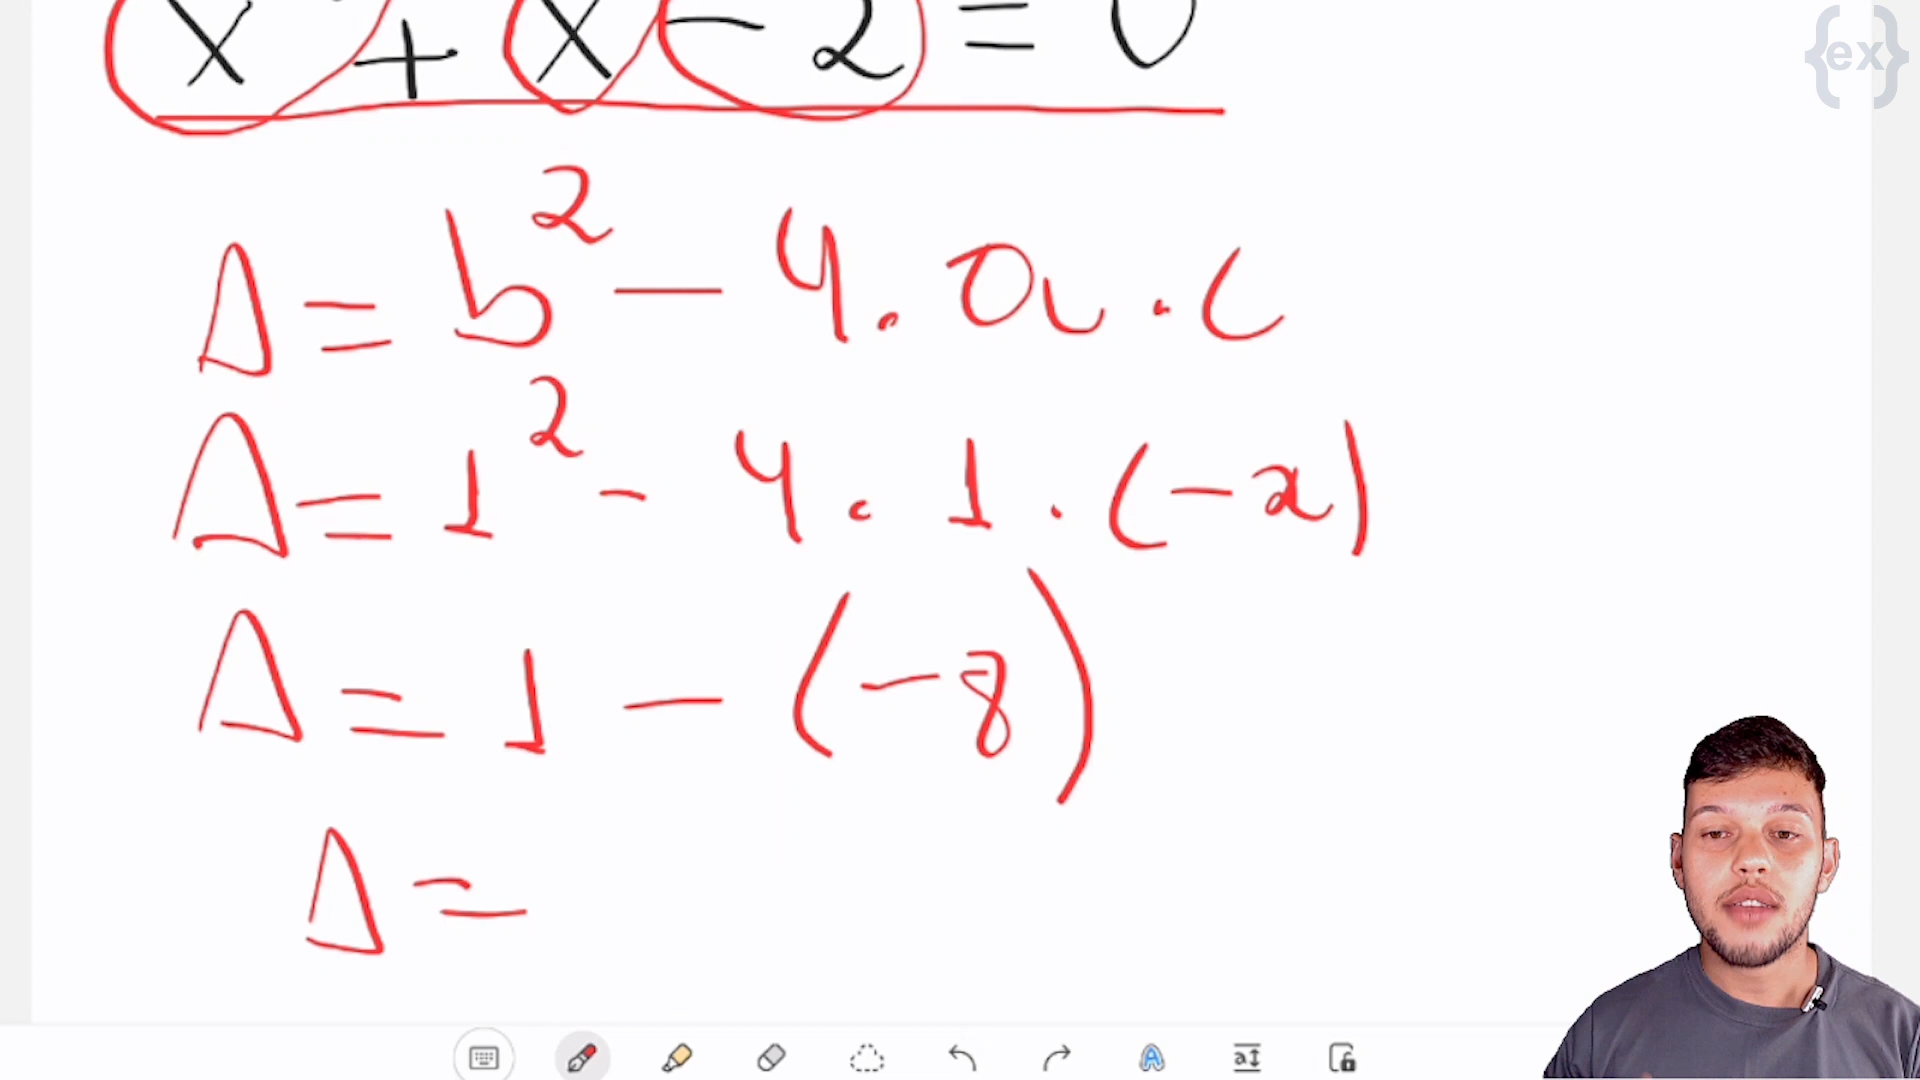 x² + x - 2 = 0
{ex}
Δ = b² - 4 . a . c
Δ = 1² - 4 . 1 . (-2)
Δ = 1 - (-8)
Δ =